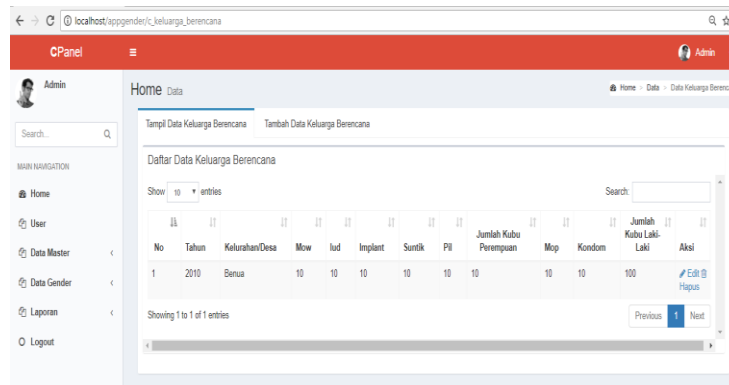 localhost/appgender/c_keluarga_berencana
CPanel
Admin
Admin
Home Data
Home > Data > Data Keluarga Berenc
Search...
Tampil Data Keluarga Berencana Tambah Data Keluarga Berencana
MAIN NAVIGATION
Home
User
Data Master
Data Gender
Laporan
Logout
Daftar Data Keluarga Berencana
Show 10 entries
Search:
No Tahun Kelurahan/Desa Mow Iud Implant Suntik Pil Jumlah Kubu Perempuan Mop Kondom Jumlah Kubu Laki-Laki Aksi
1 2010 Benua 10 10 10 10 10 10 10 10 100 Edit Hapus
Showing 1 to 1 of 1 entries
Previous 1 Next